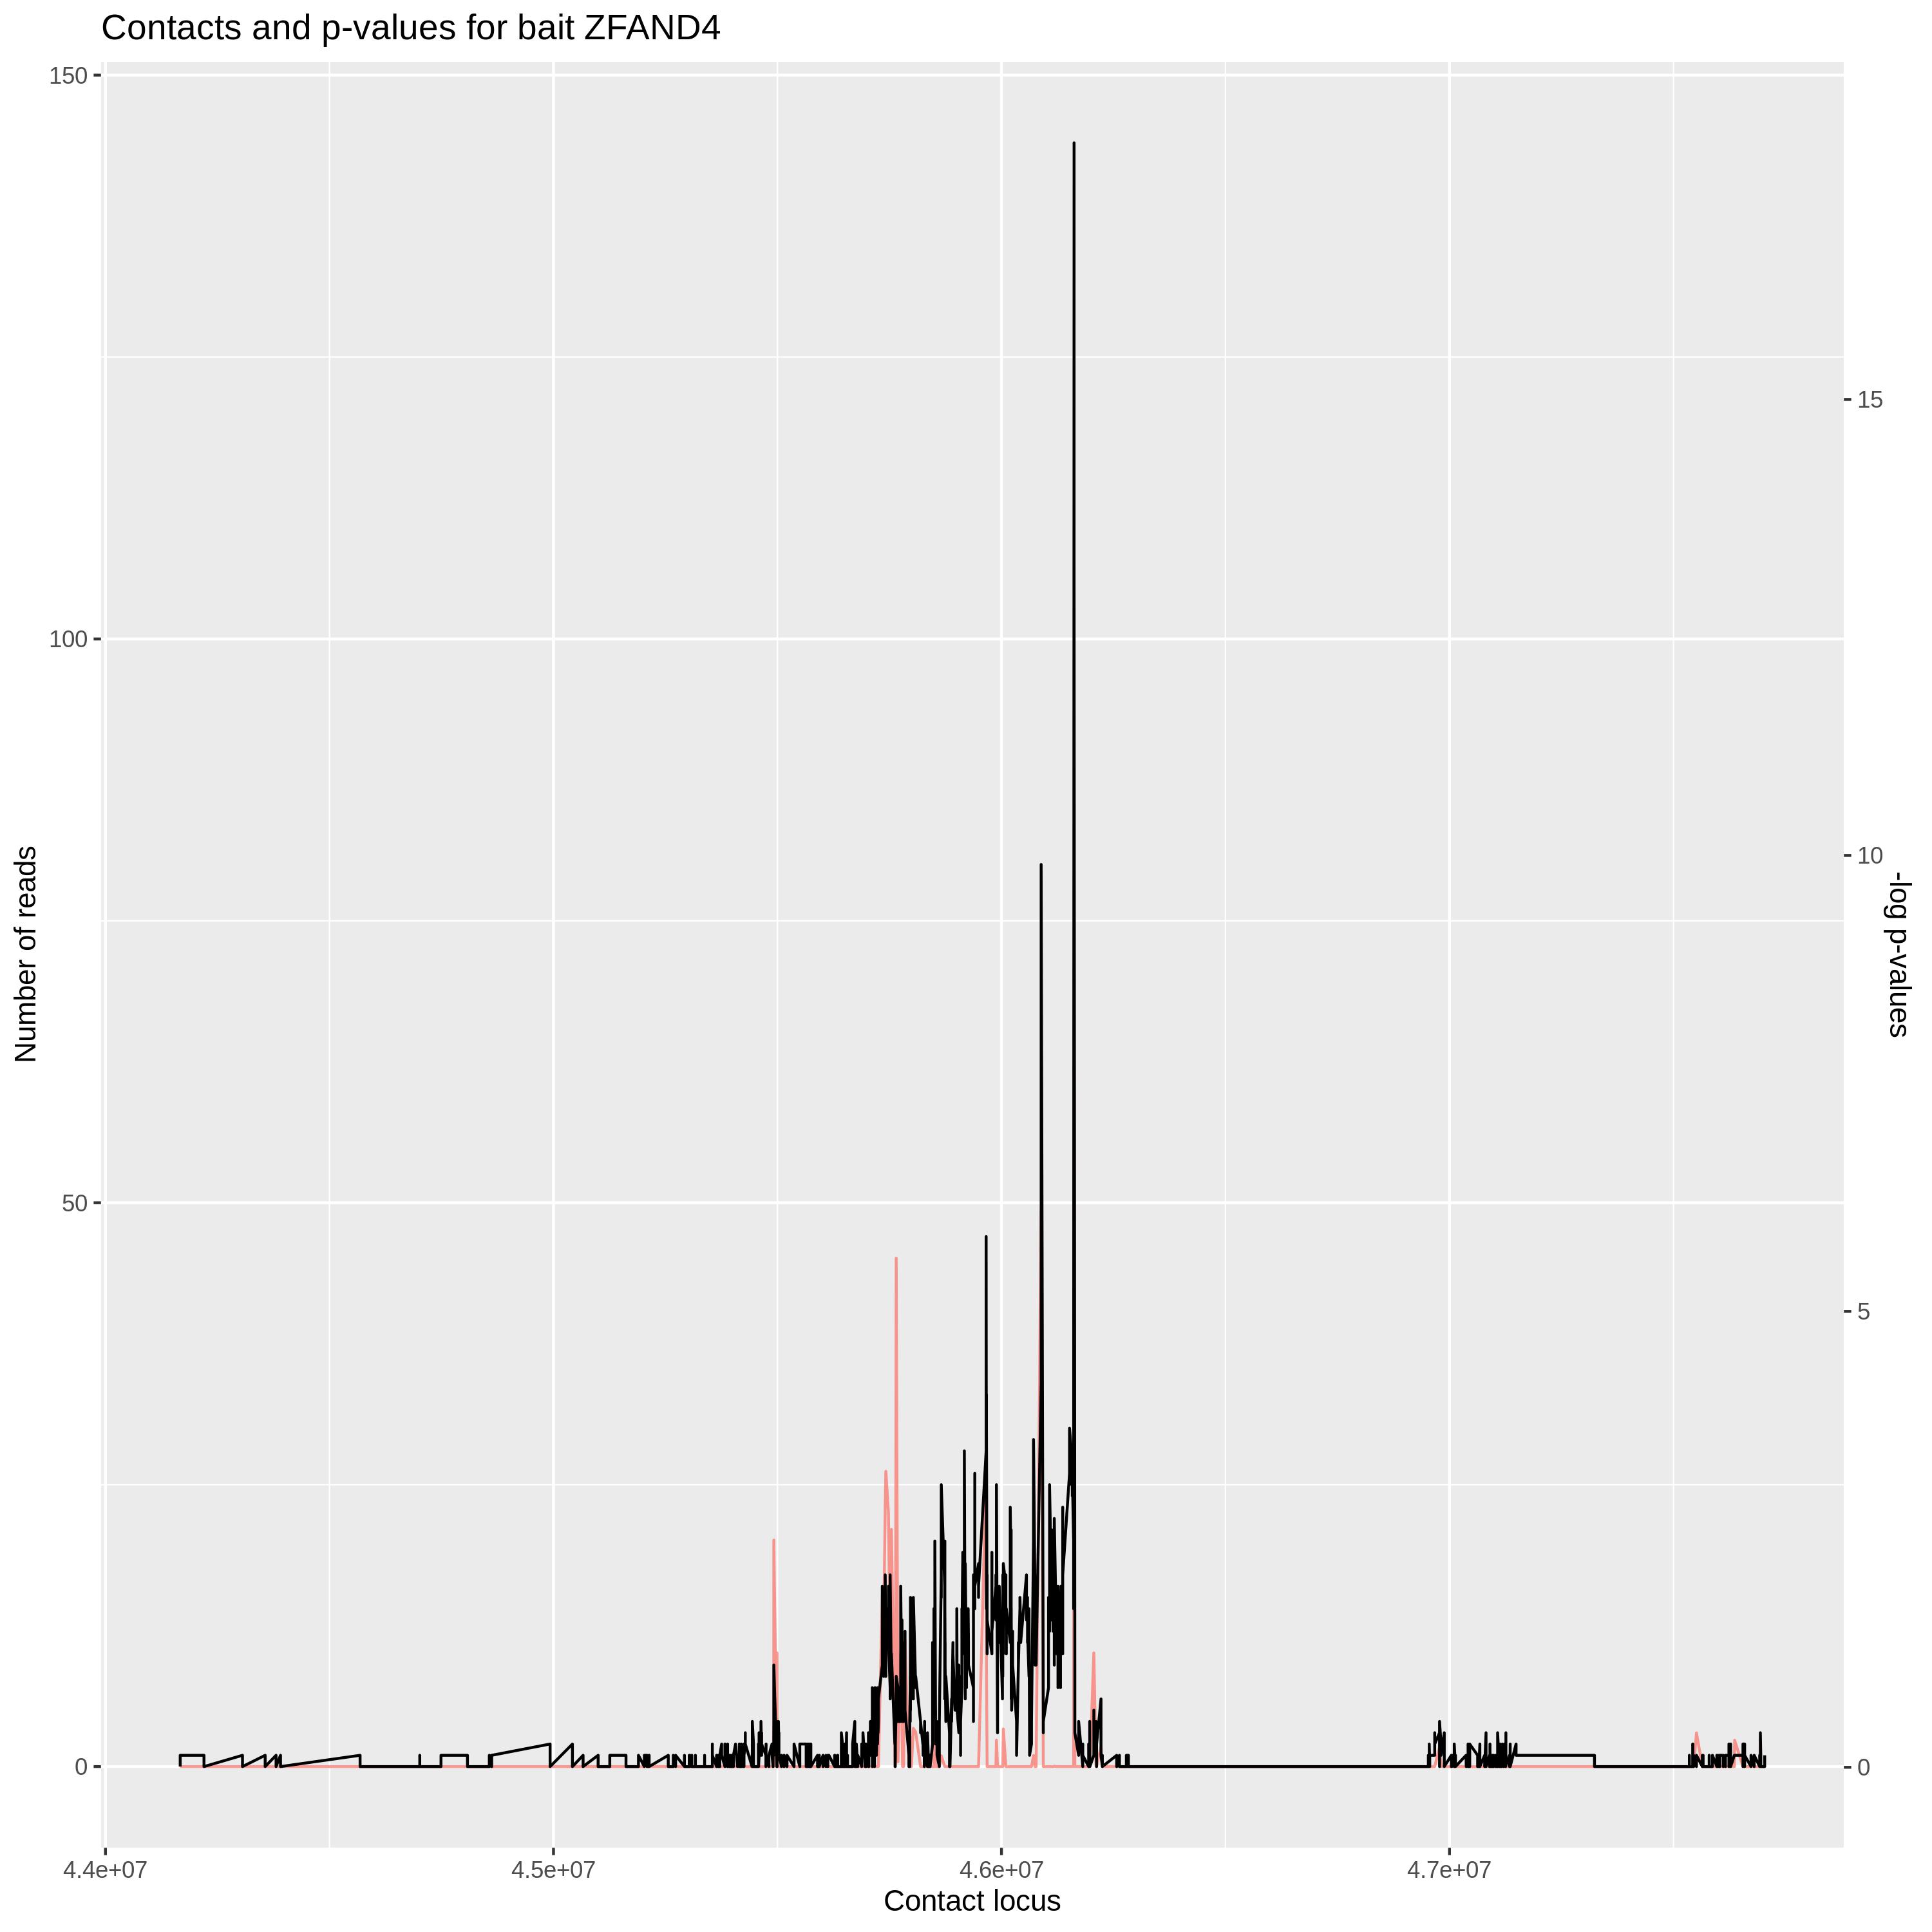 Contacts and p-values for bait ZFAND4
150
100
50
0
Number of reads
15
10
5
0
-log p-values
4.4e+07 4.5e+07 4.6e+07 4.7e+07
Contact locus